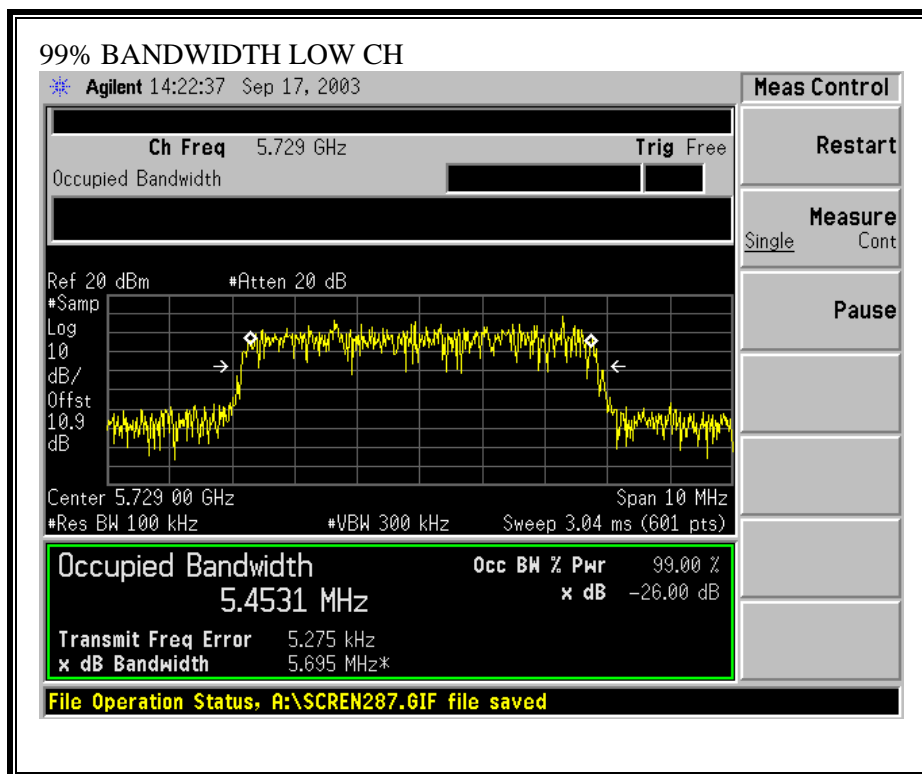 99% BANDWIDTH LOW CH
Agilent 14:22:37 Sep 17, 2003
Meas Control
Ch Freq 5.729 GHz Trig Free
Occupied Bandwidth
Restart
Measure
Single Cont
Pause
Ref 20 dBm #Atten 20 dB
#Samp
Log
10
dB/
Offst
10.9
dB
Center 5.729 00 GHz Span 10 MHz
#Res BW 100 kHz #VBW 300 kHz Sweep 3.04 ms (601 pts)
Occupied Bandwidth Occ BW % Pwr 99.00 %
5.4531 MHz x dB -26.00 dB
Transmit Freq Error 5.275 kHz
x dB Bandwidth 5.695 MHz*
File Operation Status, A:\SCREN287.GIF file saved